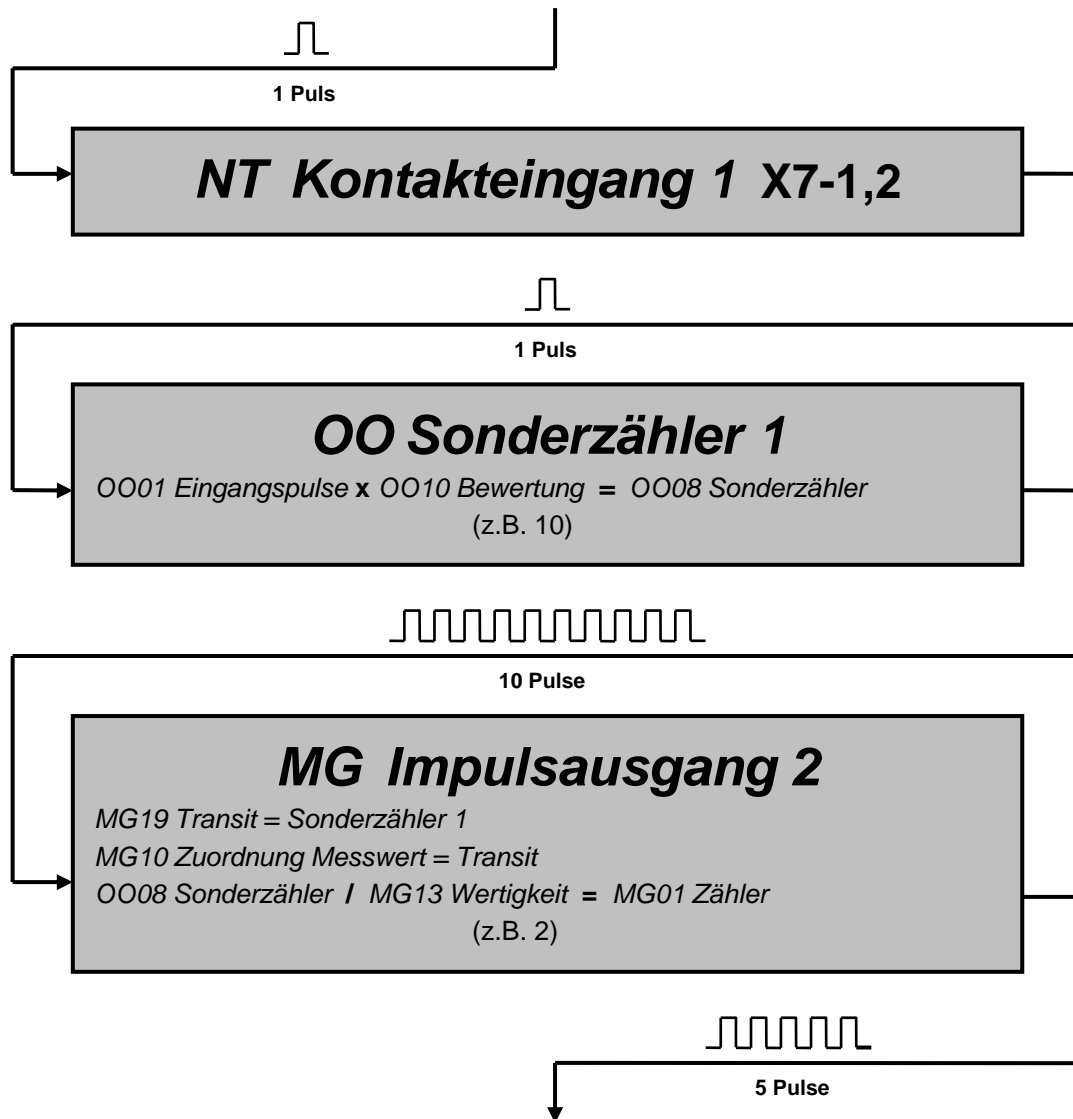 1 Puls
NT Kontakteingang 1 X7-1,2
1 Puls
OO Sonderzähler 1
OO01 Eingangspulse x OO10 Bewertung = OO08 Sonderzähler
(z.B. 10)
10 Pulse
MG Impulsausgang 2
MG19 Transit = Sonderzähler 1
MG10 Zuordnung Messwert = Transit
OO08 Sonderzähler / MG13 Wertigkeit = MG01 Zähler
(z.B. 2)
5 Pulse